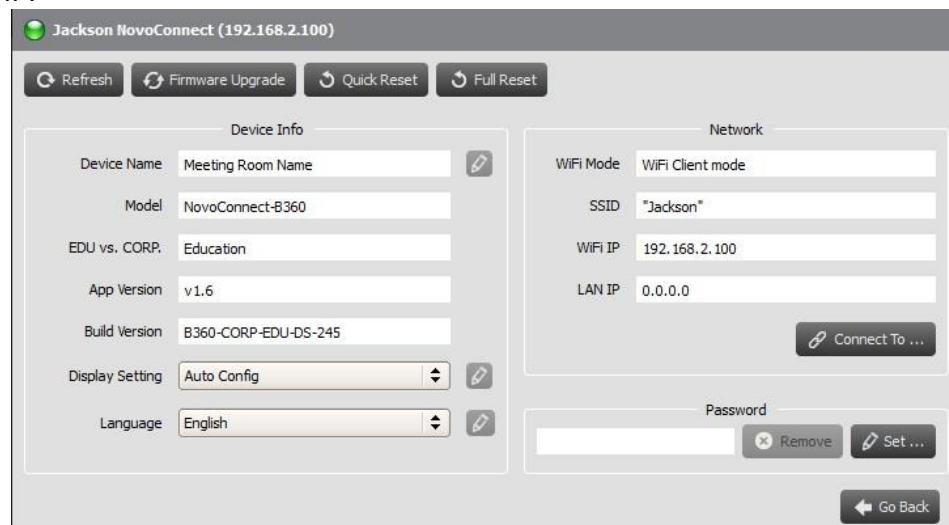 Jackson NovoConnect (192.168.2.100)
Refresh Firmware Upgrade Quick Reset Full Reset
Device Info
Device Name Meeting Room Name
Model NovoConnect-B360
EDU vs. CORP. Education
App Version v1.6
Build Version B360-CORP-EDU-DS-245
Display Setting Auto Config
Language English
Network
WiFi Mode WiFi Client mode
SSID "Jackson"
WiFi IP 192.168.2.100
LAN IP 0.0.0.0
Connect To ...
Password
Remove Set ...
Go Back